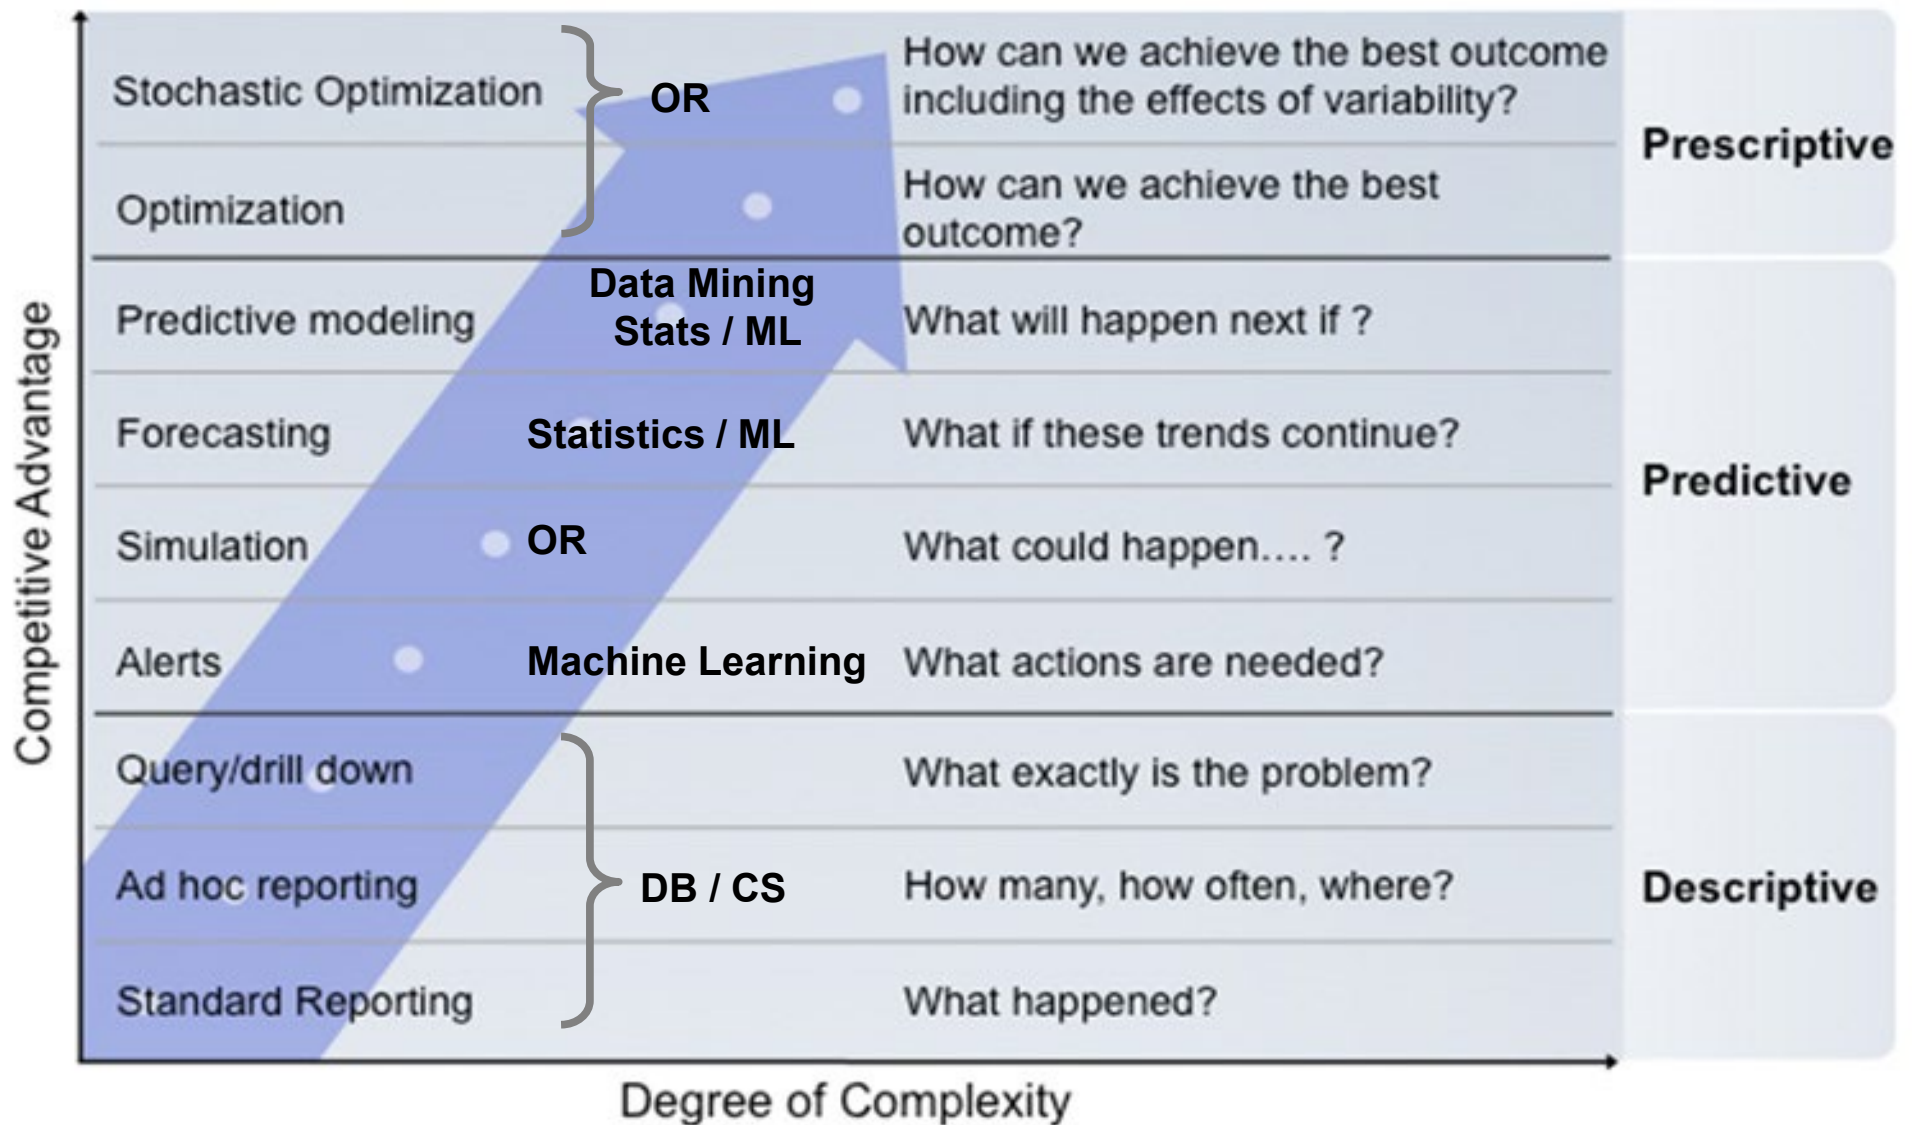 Competitive Advantage
Stochastic Optimization
OR
How can we achieve the best outcome
including the effects of variability?
Prescriptive
Optimization
How can we achieve the best
outcome?
Predictive modeling
Data Mining
Stats / ML
What will happen next if ?
Forecasting
Statistics / ML
What if these trends continue?
Predictive
Simulation
OR
What could happen.... ?
Alerts
Machine Learning
What actions are needed?
Query/drill down
What exactly is the problem?
Ad hoc reporting
DB / CS
How many, how often, where?
Descriptive
Standard Reporting
What happened?
Degree of Complexity